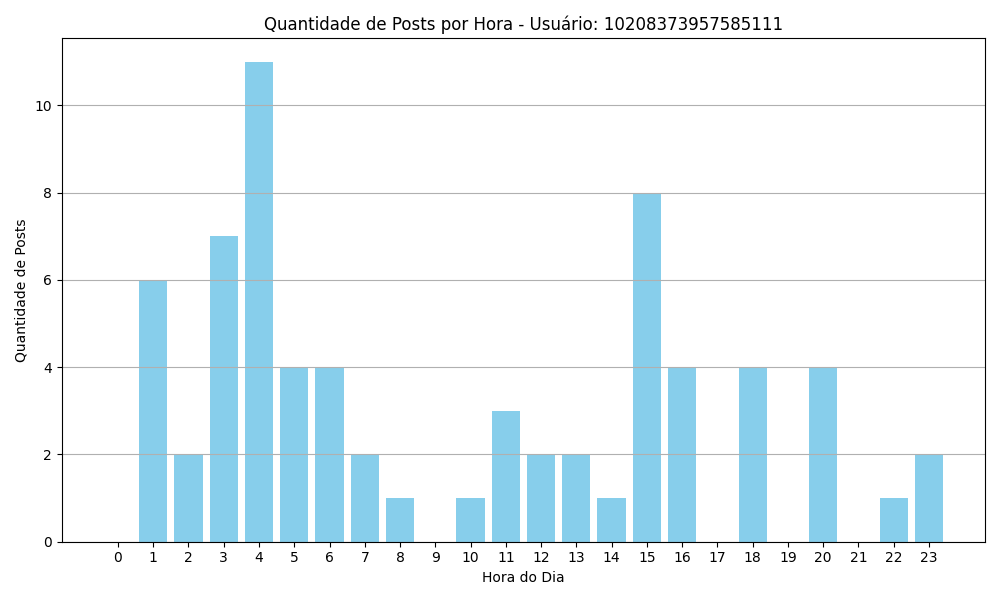 Quantidade de Posts por Hora - Usuário: 10208373957585111
Quantidade de Posts
10
8
6
4
2
0
0 1 2 3 4 5 6 7 8 9 10 11 12 13 14 15 16 17 18 19 20 21 22 23
Hora do Dia